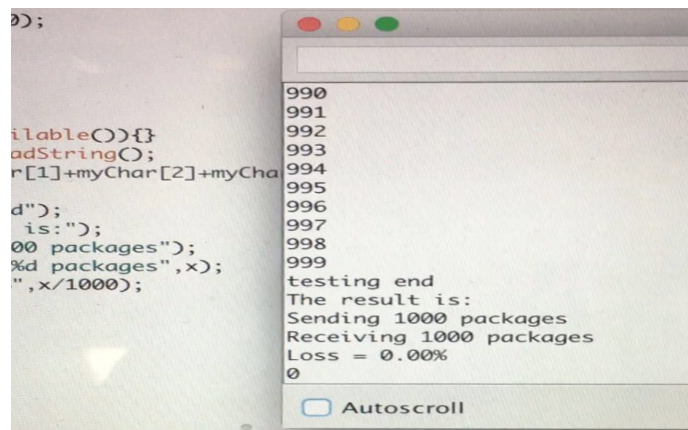 0);
ilable()){}
adString();
r[1]+myChar[2]+myCha
d");
is:");
00 packages");
%d packages",x);
",x/1000);
990
991
992
993
994
995
996
997
998
999
testing end
The result is:
Sending 1000 packages
Receiving 1000 packages
Loss = 0.00%
0
Autoscroll